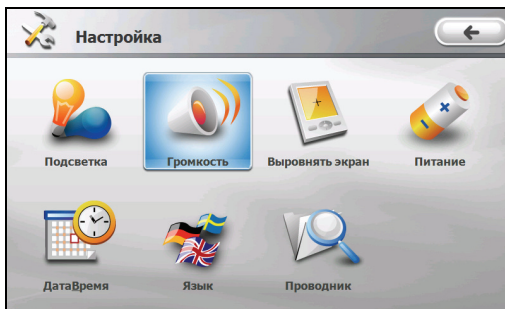 Настройка
Подсветка Громкость Выровнять экран Питание
ДатаВремя Язык Проводник